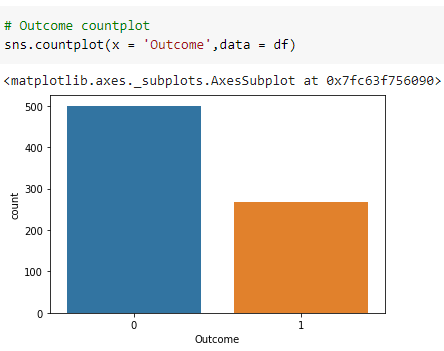 # Outcome countplot
sns.countplot(x = 'Outcome',data = df)
<matplotlib.axes._subplots.AxesSubplot at 0x7fc63f756090>
500
400
300
200
100
0
count
0 1
Outcome